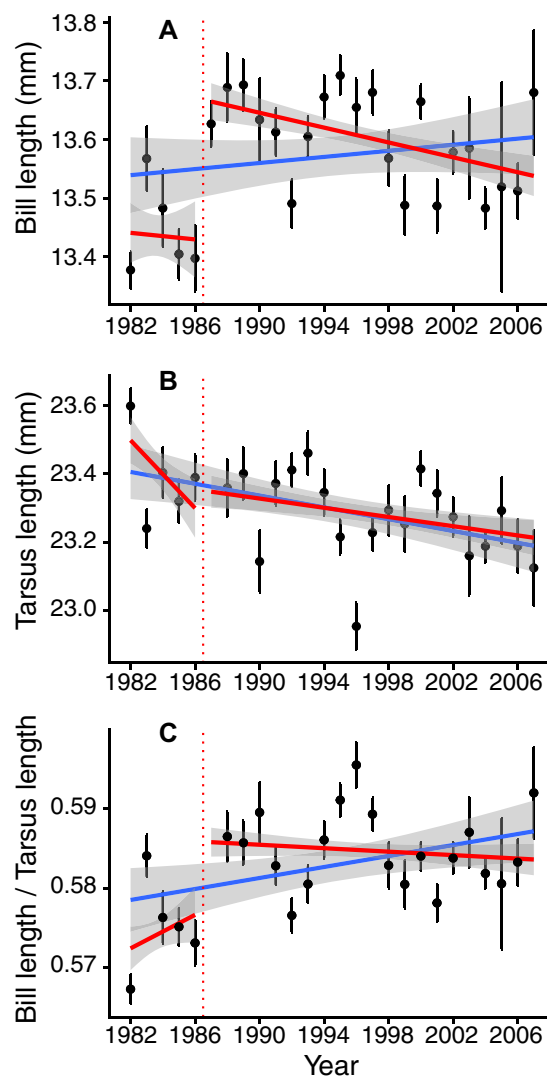 A
Bill length (mm)
13.8
13.7
13.6
13.5
13.4
1982 1986 1990 1994 1998 2002 2006
B
Tarsus length (mm)
23.6
23.4
23.2
23.0
1982 1986 1990 1994 1998 2002 2006
C
Bill length / Tarsus length
0.59
0.58
0.57
1982 1986 1990 1994 1998 2002 2006
Year